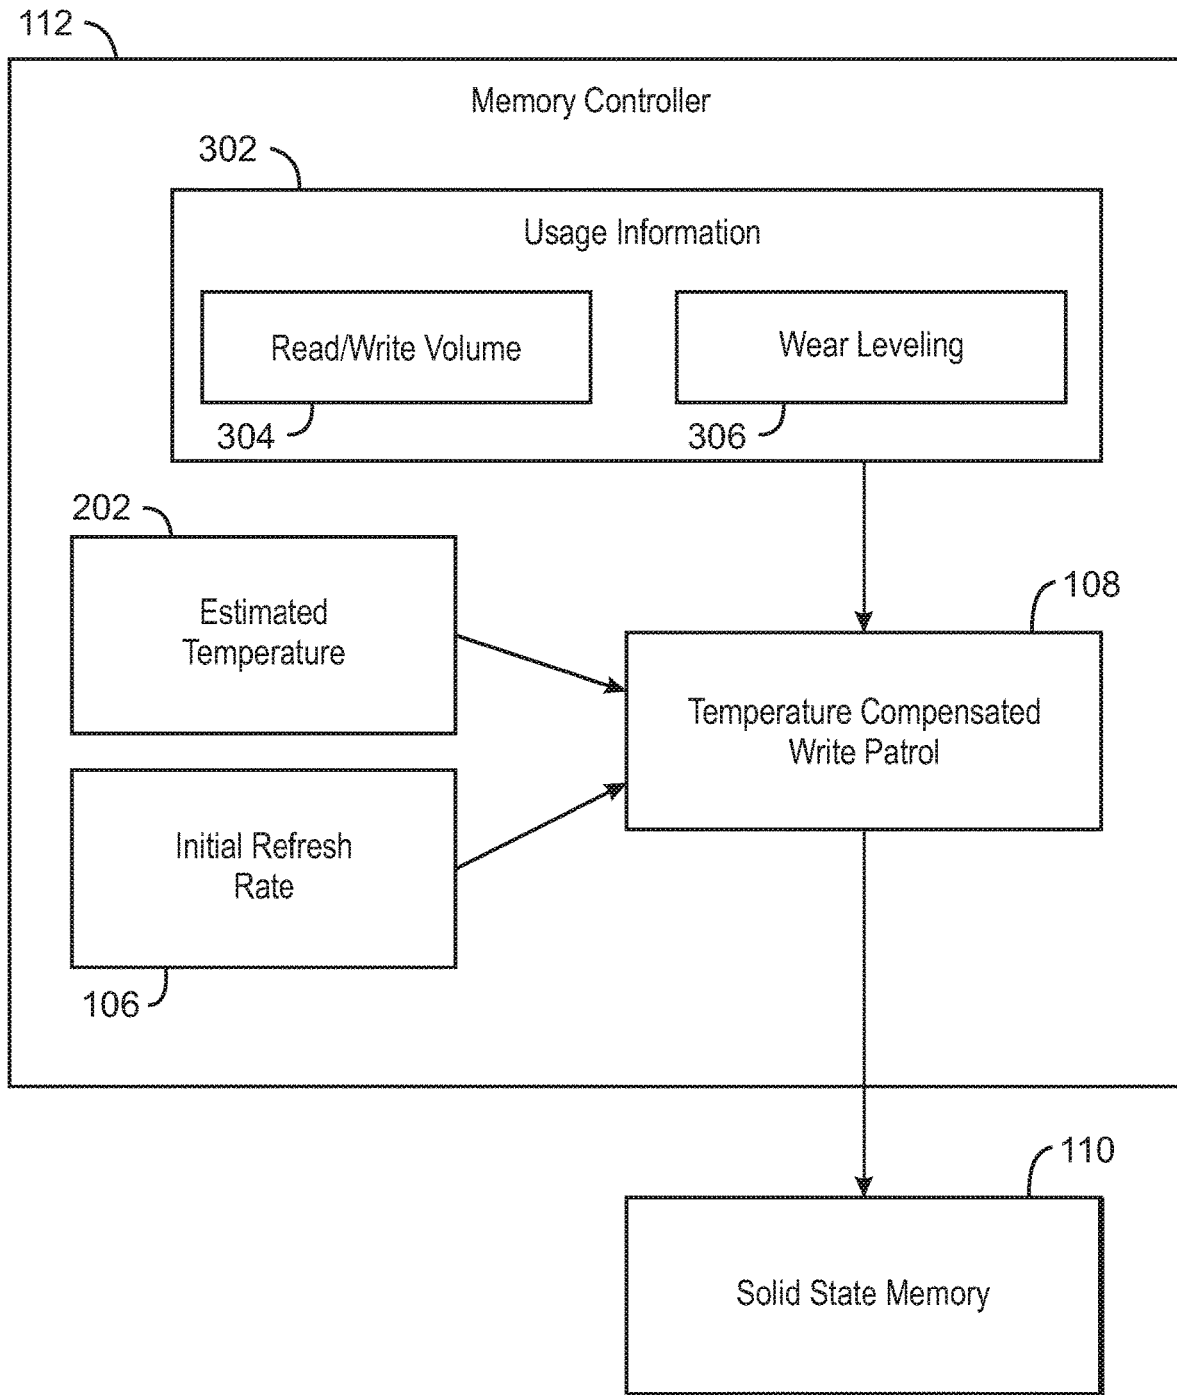 112
Memory Controller
302
Usage Information
Read/Write Volume
Wear Leveling
304
306
202
Estimated
Temperature
108
Temperature Compensated
Write Patrol
Initial Refresh
Rate
106
110
Solid State Memory